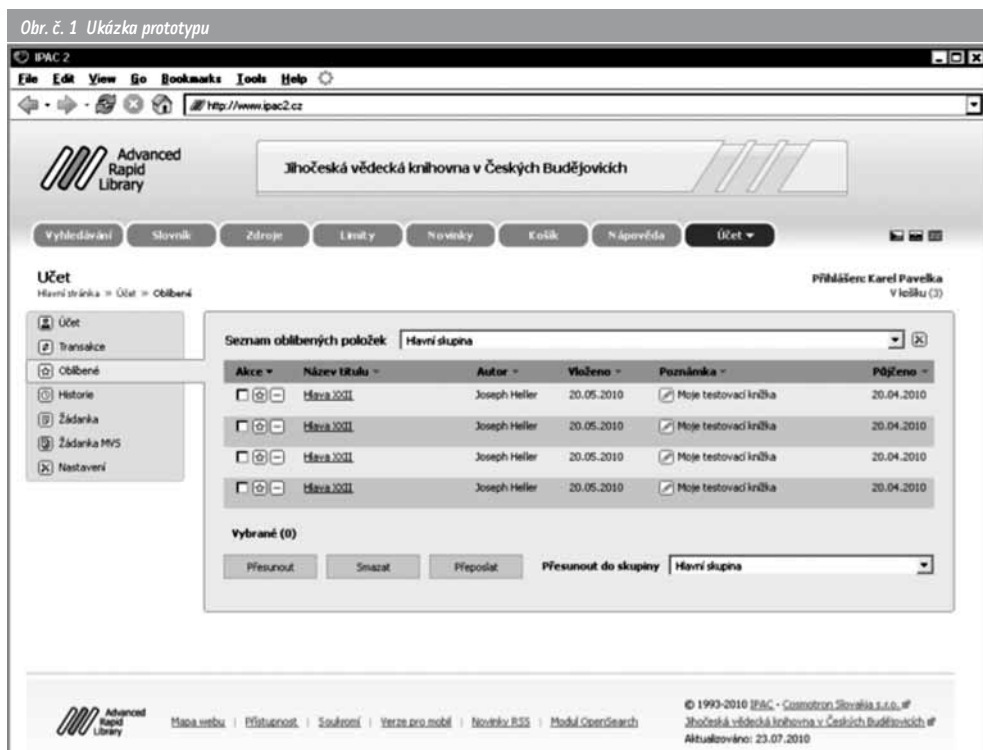 Obr. č. 1 Ukázka prototypu
IPAC 2
File Edit View Go Bookmarks Tools Help
http://www.ipac2.cz
Advanced
Rapid
Library
Jihočeská vědecká knihovna v Českých Budějovicích
Vyhledávání Slovník Zdroje Limity Novinky Košík Nápověda Účet
Účet
Hlavní stránka » Účet » Oblíbené
Přihlášen: Karel Pavelka
V košíku (3)
Účet
Transakce
Oblíbené
Historie
Žádanka
Žádanka MVS
Nastavení
Seznam oblíbených položek Hlavní skupina
Akce Název titulu Autor Vloženo Poznámka Půjčeno
Hlava XXII Joseph Heller 20.05.2010 Moje testovací knížka 20.04.2010
Hlava XXII Joseph Heller 20.05.2010 Moje testovací knížka 20.04.2010
Hlava XXII Joseph Heller 20.05.2010 Moje testovací knížka 20.04.2010
Hlava XXII Joseph Heller 20.05.2010 Moje testovací knížka 20.04.2010
Vybrané (0)
Přesunout Smazat Přeposlat Přesunout do skupiny Hlavní skupina
Advanced
Rapid
Library
Mapa webu | Přístupnost | Soukromí | Verze pro mobil | Novinky RSS | Modul OpenSearch
© 1993-2010 IPAC - Cosmotron Slovakia s.r.o.
Jihočeská vědecká knihovna v Českých Budějovicích
Aktualizováno: 23.07.2010